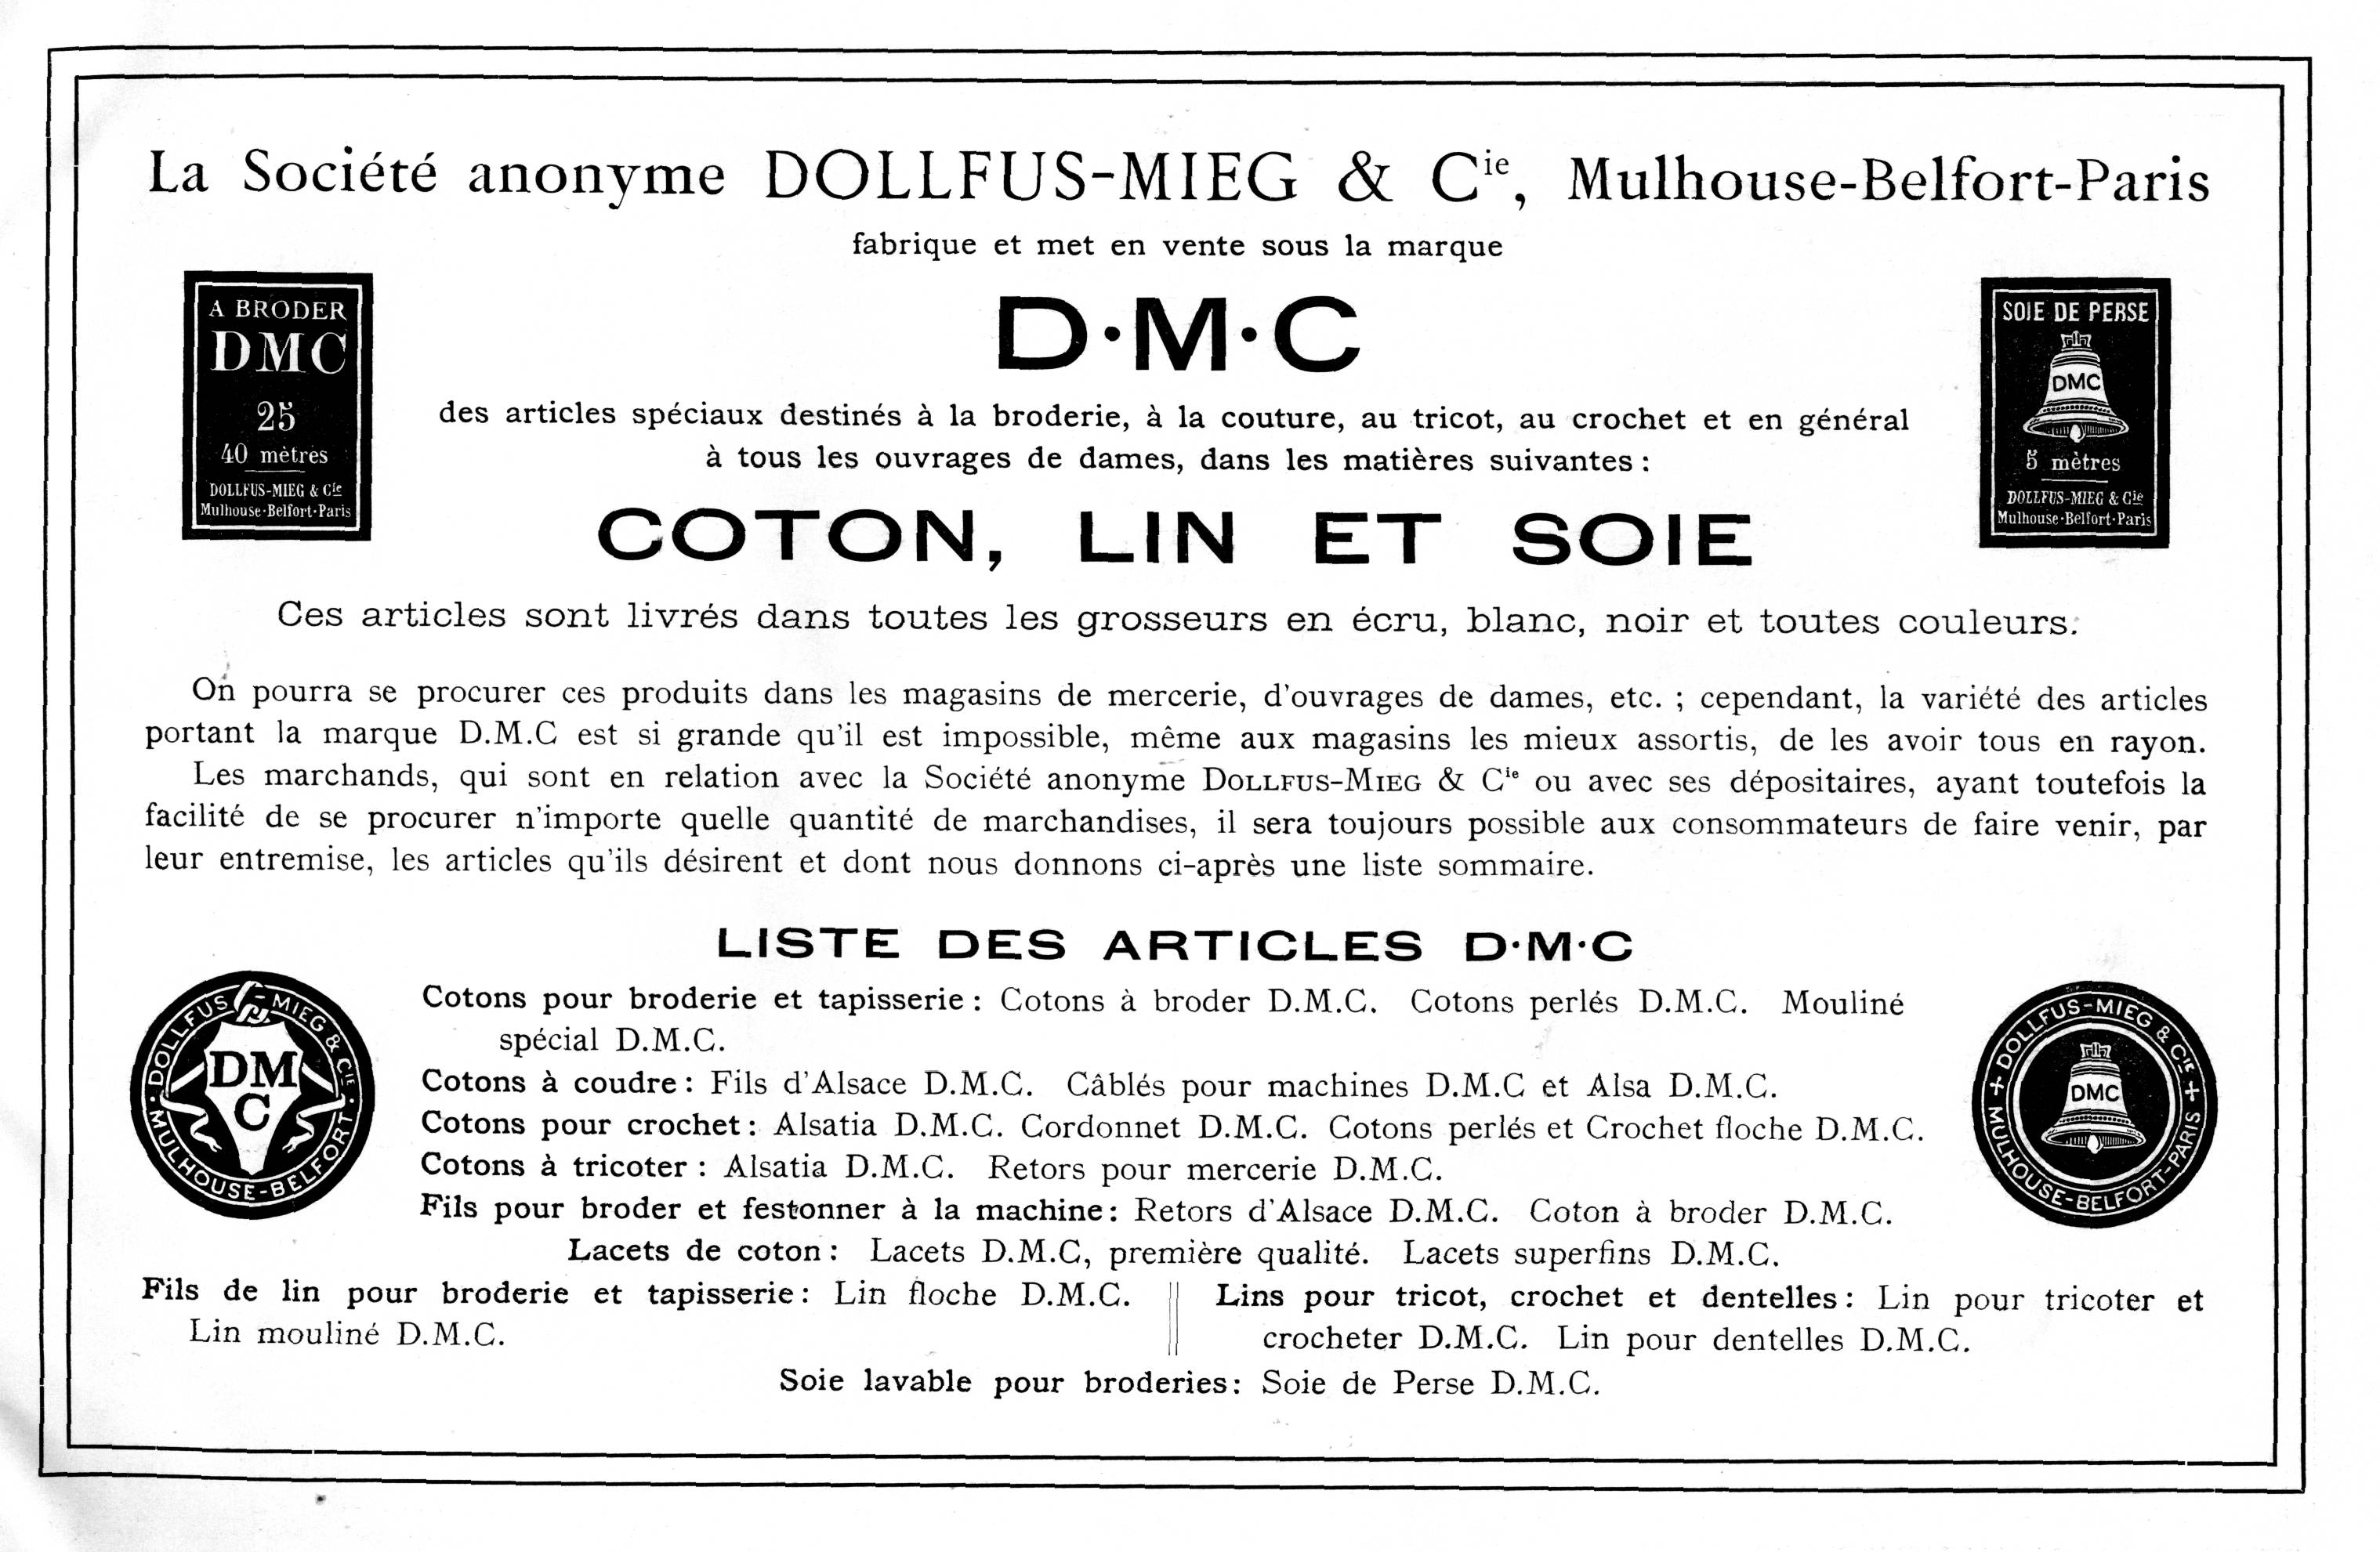 La Société anonyme DOLLFUS-MIEG & Cie, Mulhouse-Belfort-Paris
fabrique et met en vente sous la marque
A BRODER
DMC
25
40 mètres
DOLLFUS-MIEG & Cie
Mulhouse·Belfort·Paris
D·M·C
SOIE DE PERSE
DMC
5 mètres
DOLLFUS-MIEG & Cie
Mulhouse·Belfort·Paris
des articles spéciaux destinés à la broderie, à la couture, au tricot, au crochet et en général
à tous les ouvrages de dames, dans les matières suivantes :
COTON, LIN ET SOIE
Ces articles sont livrés dans toutes les grosseurs en écru, blanc, noir et toutes couleurs.
On pourra se procurer ces produits dans les magasins de mercerie, d'ouvrages de dames, etc. ; cependant, la variété des articles
portant la marque D.M.C est si grande qu'il est impossible, même aux magasins les mieux assortis, de les avoir tous en rayon.
Les marchands, qui sont en relation avec la Société anonyme DOLLFUS-MIEG & Cie ou avec ses dépositaires, ayant toutefois la
facilité de se procurer n'importe quelle quantité de marchandises, il sera toujours possible aux consommateurs de faire venir, par
leur entremise, les articles qu'ils désirent et dont nous donnons ci-après une liste sommaire.
LISTE DES ARTICLES D·M·C
DOLLFUS-MIEG & CIE · MULHOUSE-BELFORT ·
DM
C
Cotons pour broderie et tapisserie : Cotons à broder D.M.C. Cotons perlés D.M.C. Mouliné
spécial D.M.C.
Cotons à coudre : Fils d'Alsace D.M.C. Câblés pour machines D.M.C et Alsa D.M.C.
Cotons pour crochet : Alsatia D.M.C. Cordonnet D.M.C. Cotons perlés et Crochet floche D.M.C.
Cotons à tricoter : Alsatia D.M.C. Retors pour mercerie D.M.C.
Fils pour broder et festonner à la machine : Retors d'Alsace D.M.C. Coton à broder D.M.C.
Lacets de coton : Lacets D.M.C, première qualité. Lacets superfins D.M.C.
+ DOLLFUS-MIEG & Cie + MULHOUSE-BELFORT-PARIS
DMC
Fils de lin pour broderie et tapisserie : Lin floche D.M.C.
Lin mouliné D.M.C.
Lins pour tricot, crochet et dentelles : Lin pour tricoter et
crocheter D.M.C. Lin pour dentelles D.M.C.
Soie lavable pour broderies : Soie de Perse D.M.C.